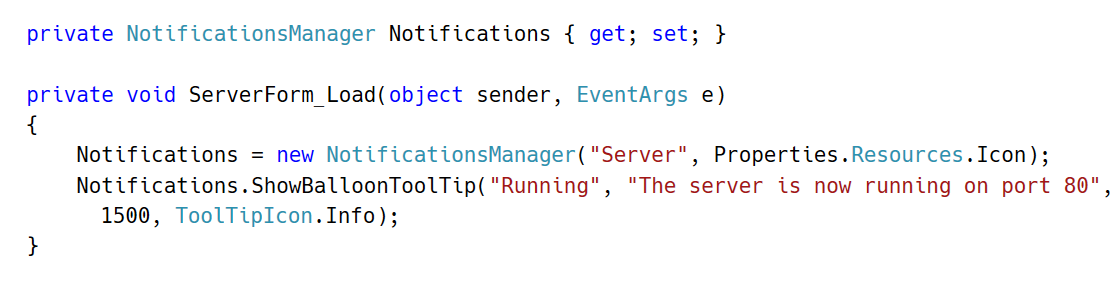 private NotificationsManager Notifications { get; set; }
private void ServerForm_Load(object sender, EventArgs e)
{
Notifications = new NotificationsManager("Server", Properties.Resources.Icon);
Notifications.ShowBalloonToolTip("Running", "The server is now running on port 80",
1500, ToolTipIcon.Info);
}